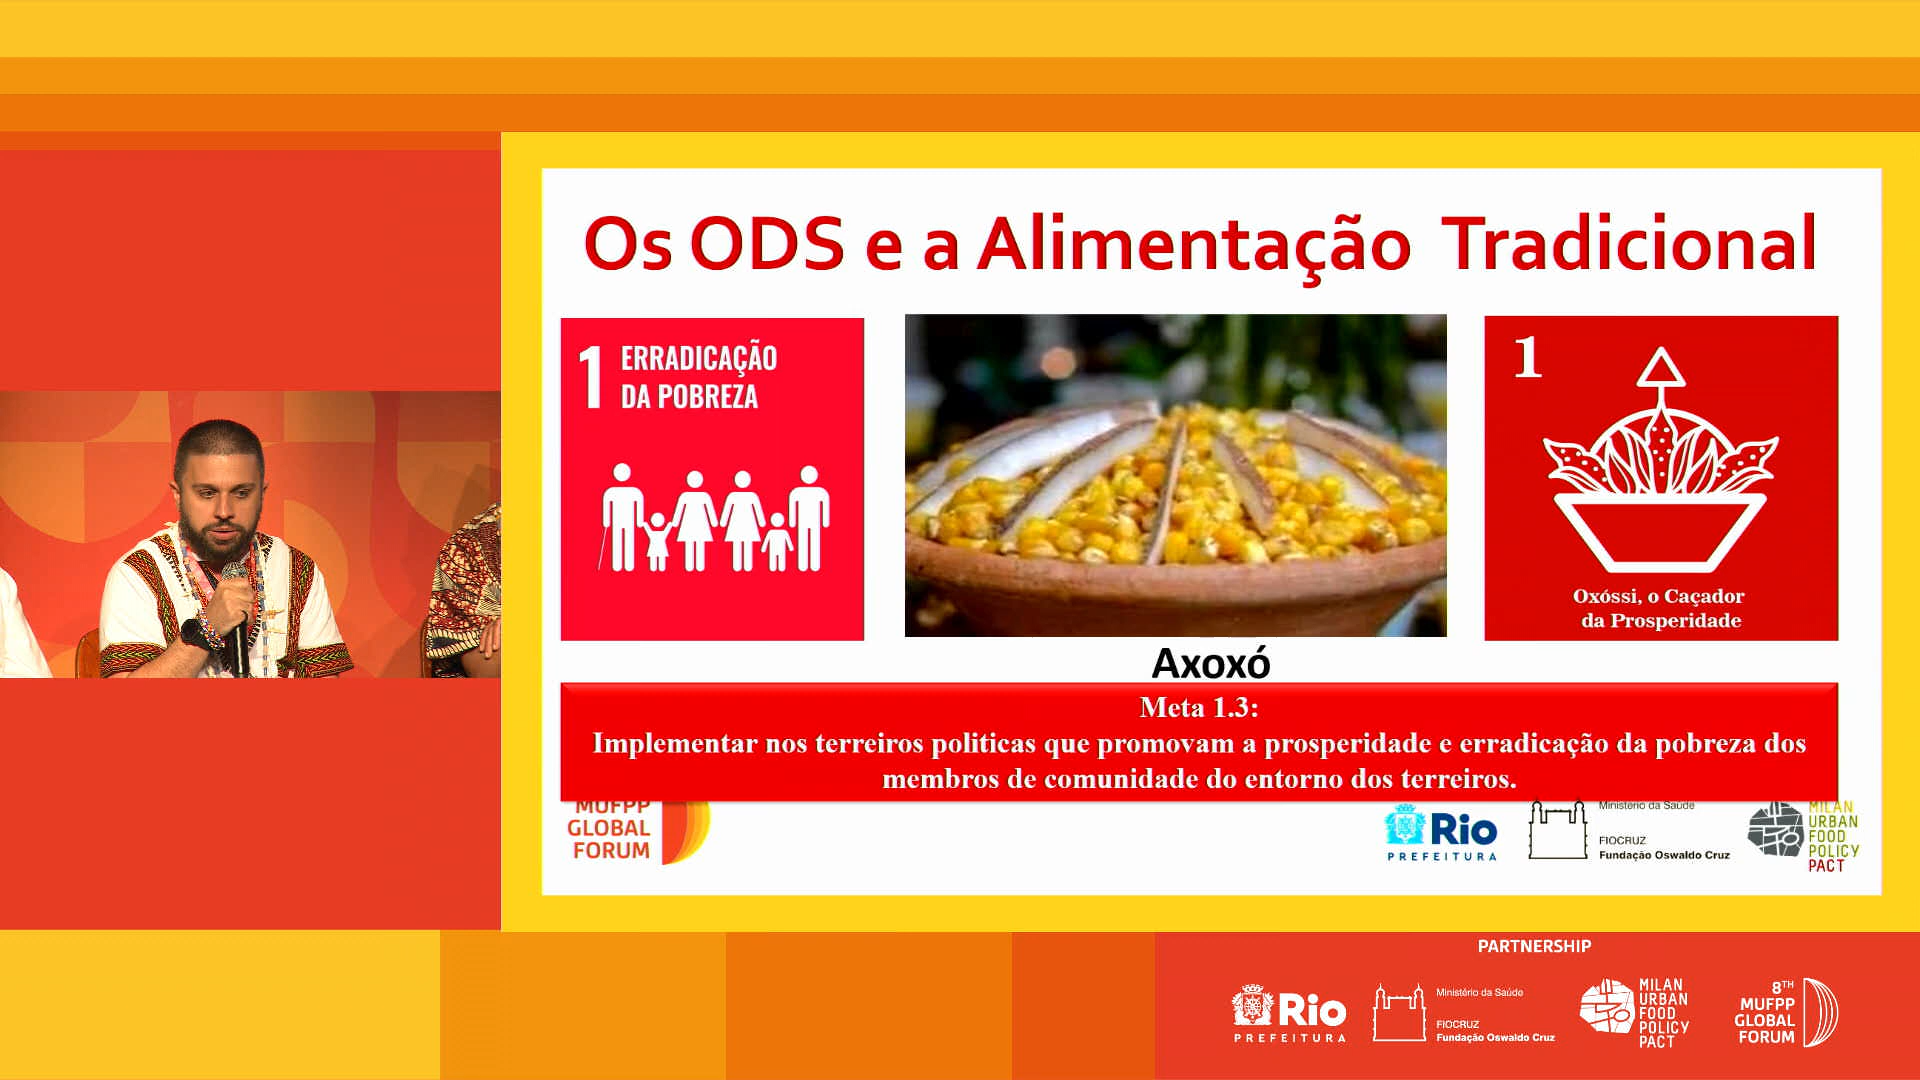 Os ODS e a Alimentação Tradicional
1 ERRADICAÇÃO
DA POBREZA
1
Oxóssi, o Caçador
da Prosperidade
Axoxó
Meta 1.3:
Implementar nos terreiros politicas que promovam a prosperidade e erradicação da pobreza dos
membros de comunidade do entorno dos terreiros.
MUFPP
GLOBAL
FORUM
Rio
PREFEITURA
Ministério da Saúde
FIOCRUZ
Fundação Oswaldo Cruz
MILAN
URBAN
FOOD
POLICY
PACT
PARTNERSHIP
Rio
PREFEITURA
Ministério da Saúde
FIOCRUZ
Fundação Oswaldo Cruz
MILAN
URBAN
FOOD
POLICY
PACT
8TH
MUFPP
GLOBAL
FORUM